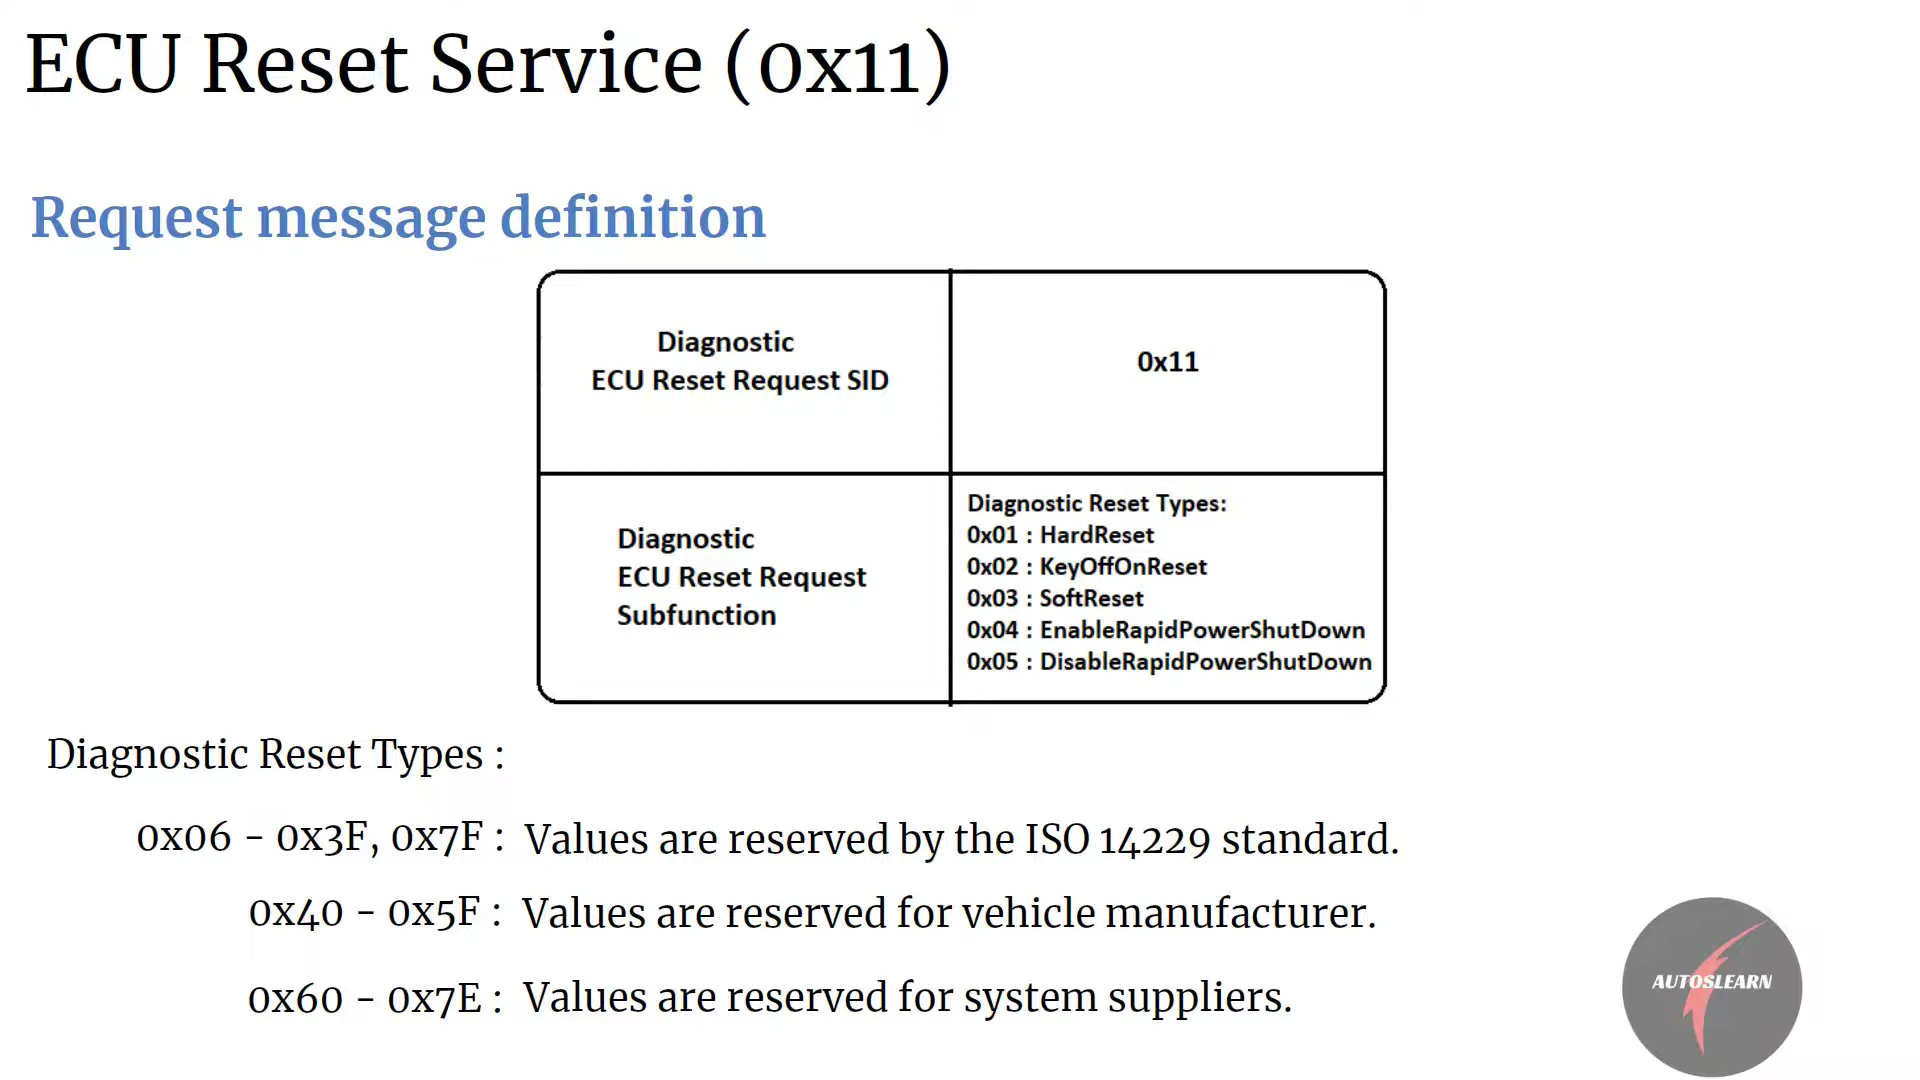 ECU Reset Service (0x11)
Request message definition
Diagnostic
ECU Reset Request SID
0x11
Diagnostic
ECU Reset Request
Subfunction
Diagnostic Reset Types:
0x01 : HardReset
0x02 : KeyOffOnReset
0x03 : SoftReset
0x04 : EnableRapidPowerShutDown
0x05 : DisableRapidPowerShutDown
Diagnostic Reset Types :
0x06 - 0x3F, 0x7F : Values are reserved by the ISO 14229 standard.
0x40 - 0x5F : Values are reserved for vehicle manufacturer.
0x60 - 0x7E : Values are reserved for system suppliers.
AUTOSLEARN